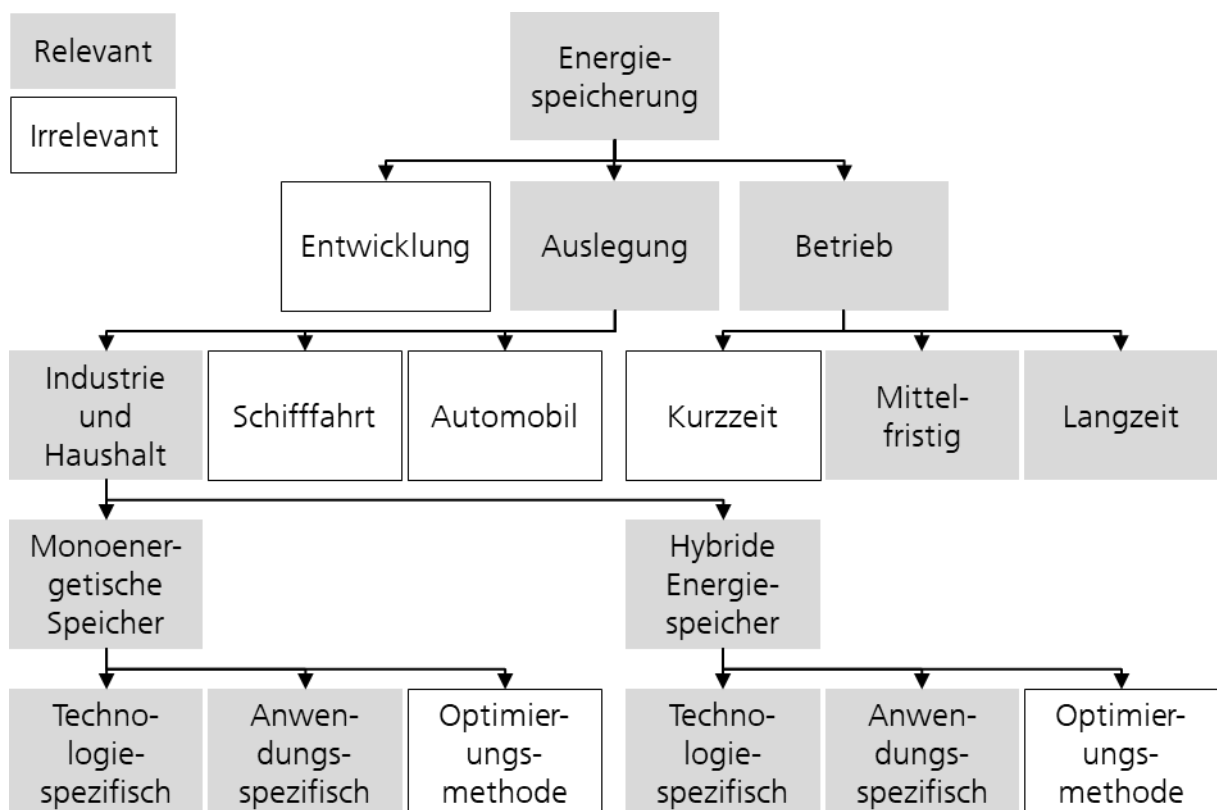 Relevant
Irrelevant
Energie-
speicherung
Entwicklung
Auslegung
Betrieb
Industrie
und
Haushalt
Schifffahrt
Automobil
Kurzzeit
Mittel-
fristig
Langzeit
Monoener-
getische
Speicher
Hybride
Energie-
speicher
Techno-
logie-
spezifisch
Anwen-
dungs-
spezifisch
Optimier-
ungs-
methode
Techno-
logie-
spezifisch
Anwen-
dungs-
spezifisch
Optimier-
ungs-
methode